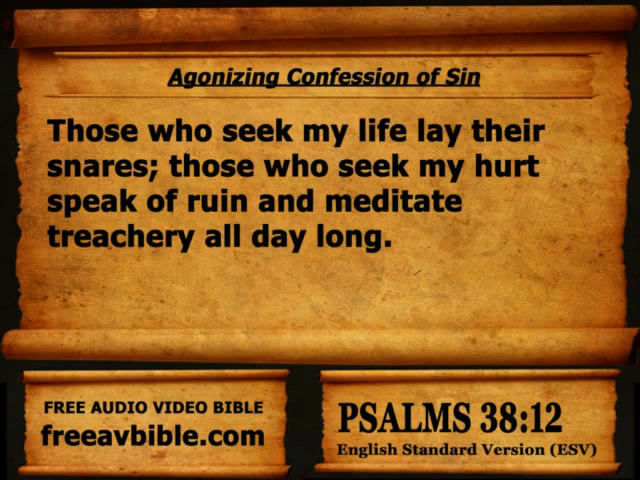 Agonizing Confession of Sin
Those who seek my life lay their
snares; those who seek my hurt
speak of ruin and meditate
treachery all day long.
FREE AUDIO VIDEO BIBLE
freeavbible.com
PSALMS 38:12
English Standard Version (ESV)